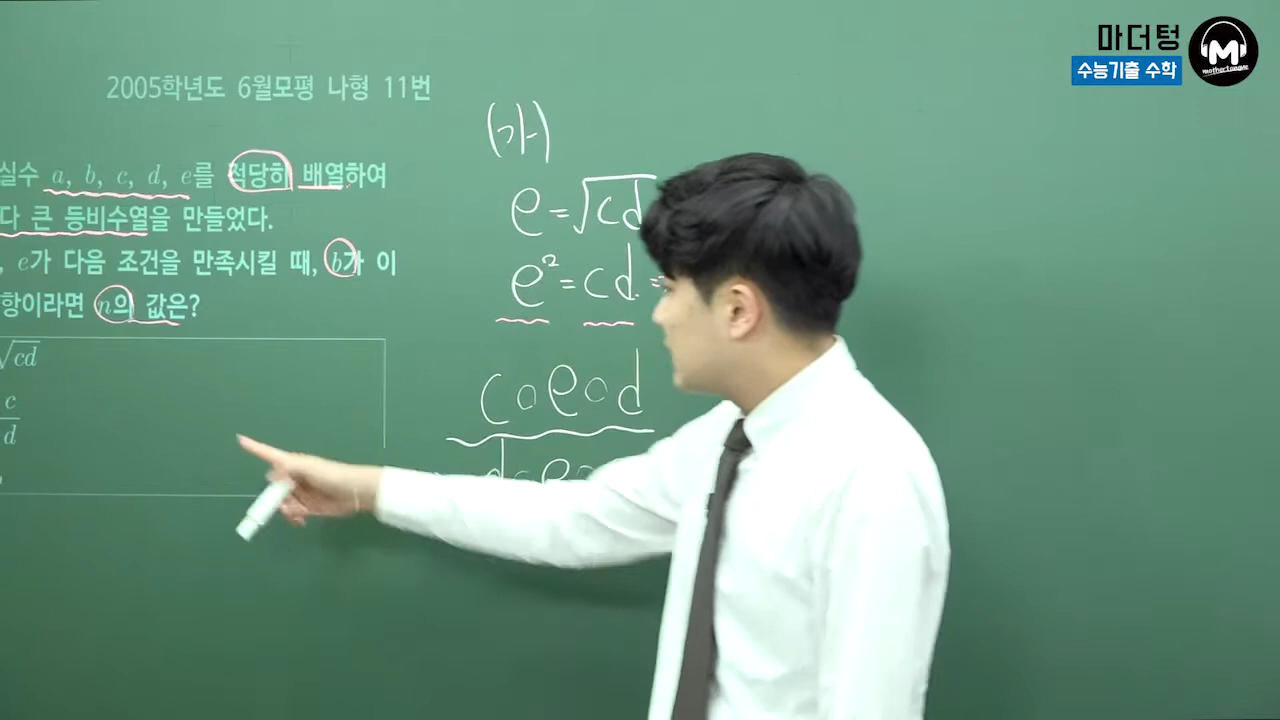 마더텅
수능기출 수학
M
mothertongue
2005학년도 6월모평 나형 11번
실수 a, b, c, d, e를 적당히 배열하여
다 큰 등비수열을 만들었다.
, e가 다음 조건을 만족시킬 때, b가 이
항이라면 n의 값은?
√cd
c
d
(가)
e=√cd
e²=cd
c○e○d
d○e